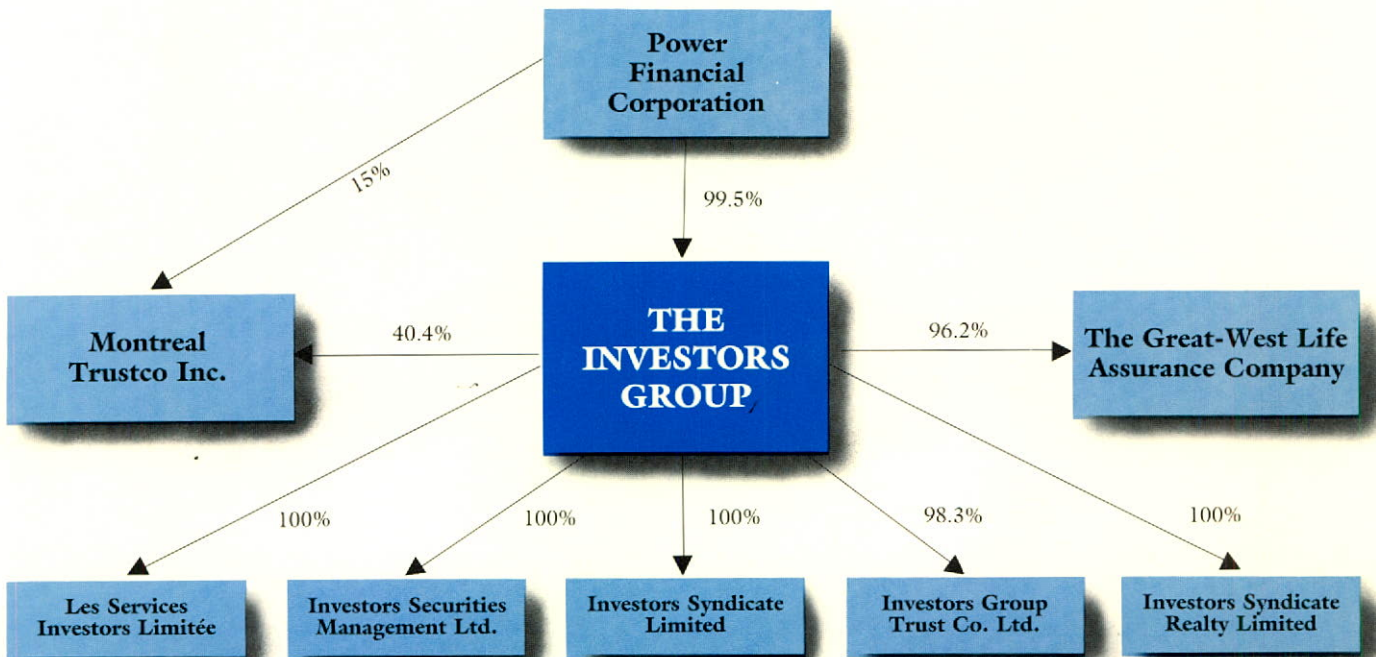 Power
Financial
Corporation
15%
99.5%
Montreal
Trustco Inc.
40.4%
THE
INVESTORS
GROUP
96.2%
The Great-West Life
Assurance Company
100%
100%
100%
98.3%
100%
Les Services
Investors Limitée
Investors Securities
Management Ltd.
Investors Syndicate
Limited
Investors Group
Trust Co. Ltd.
Investors Syndicate
Realty Limited